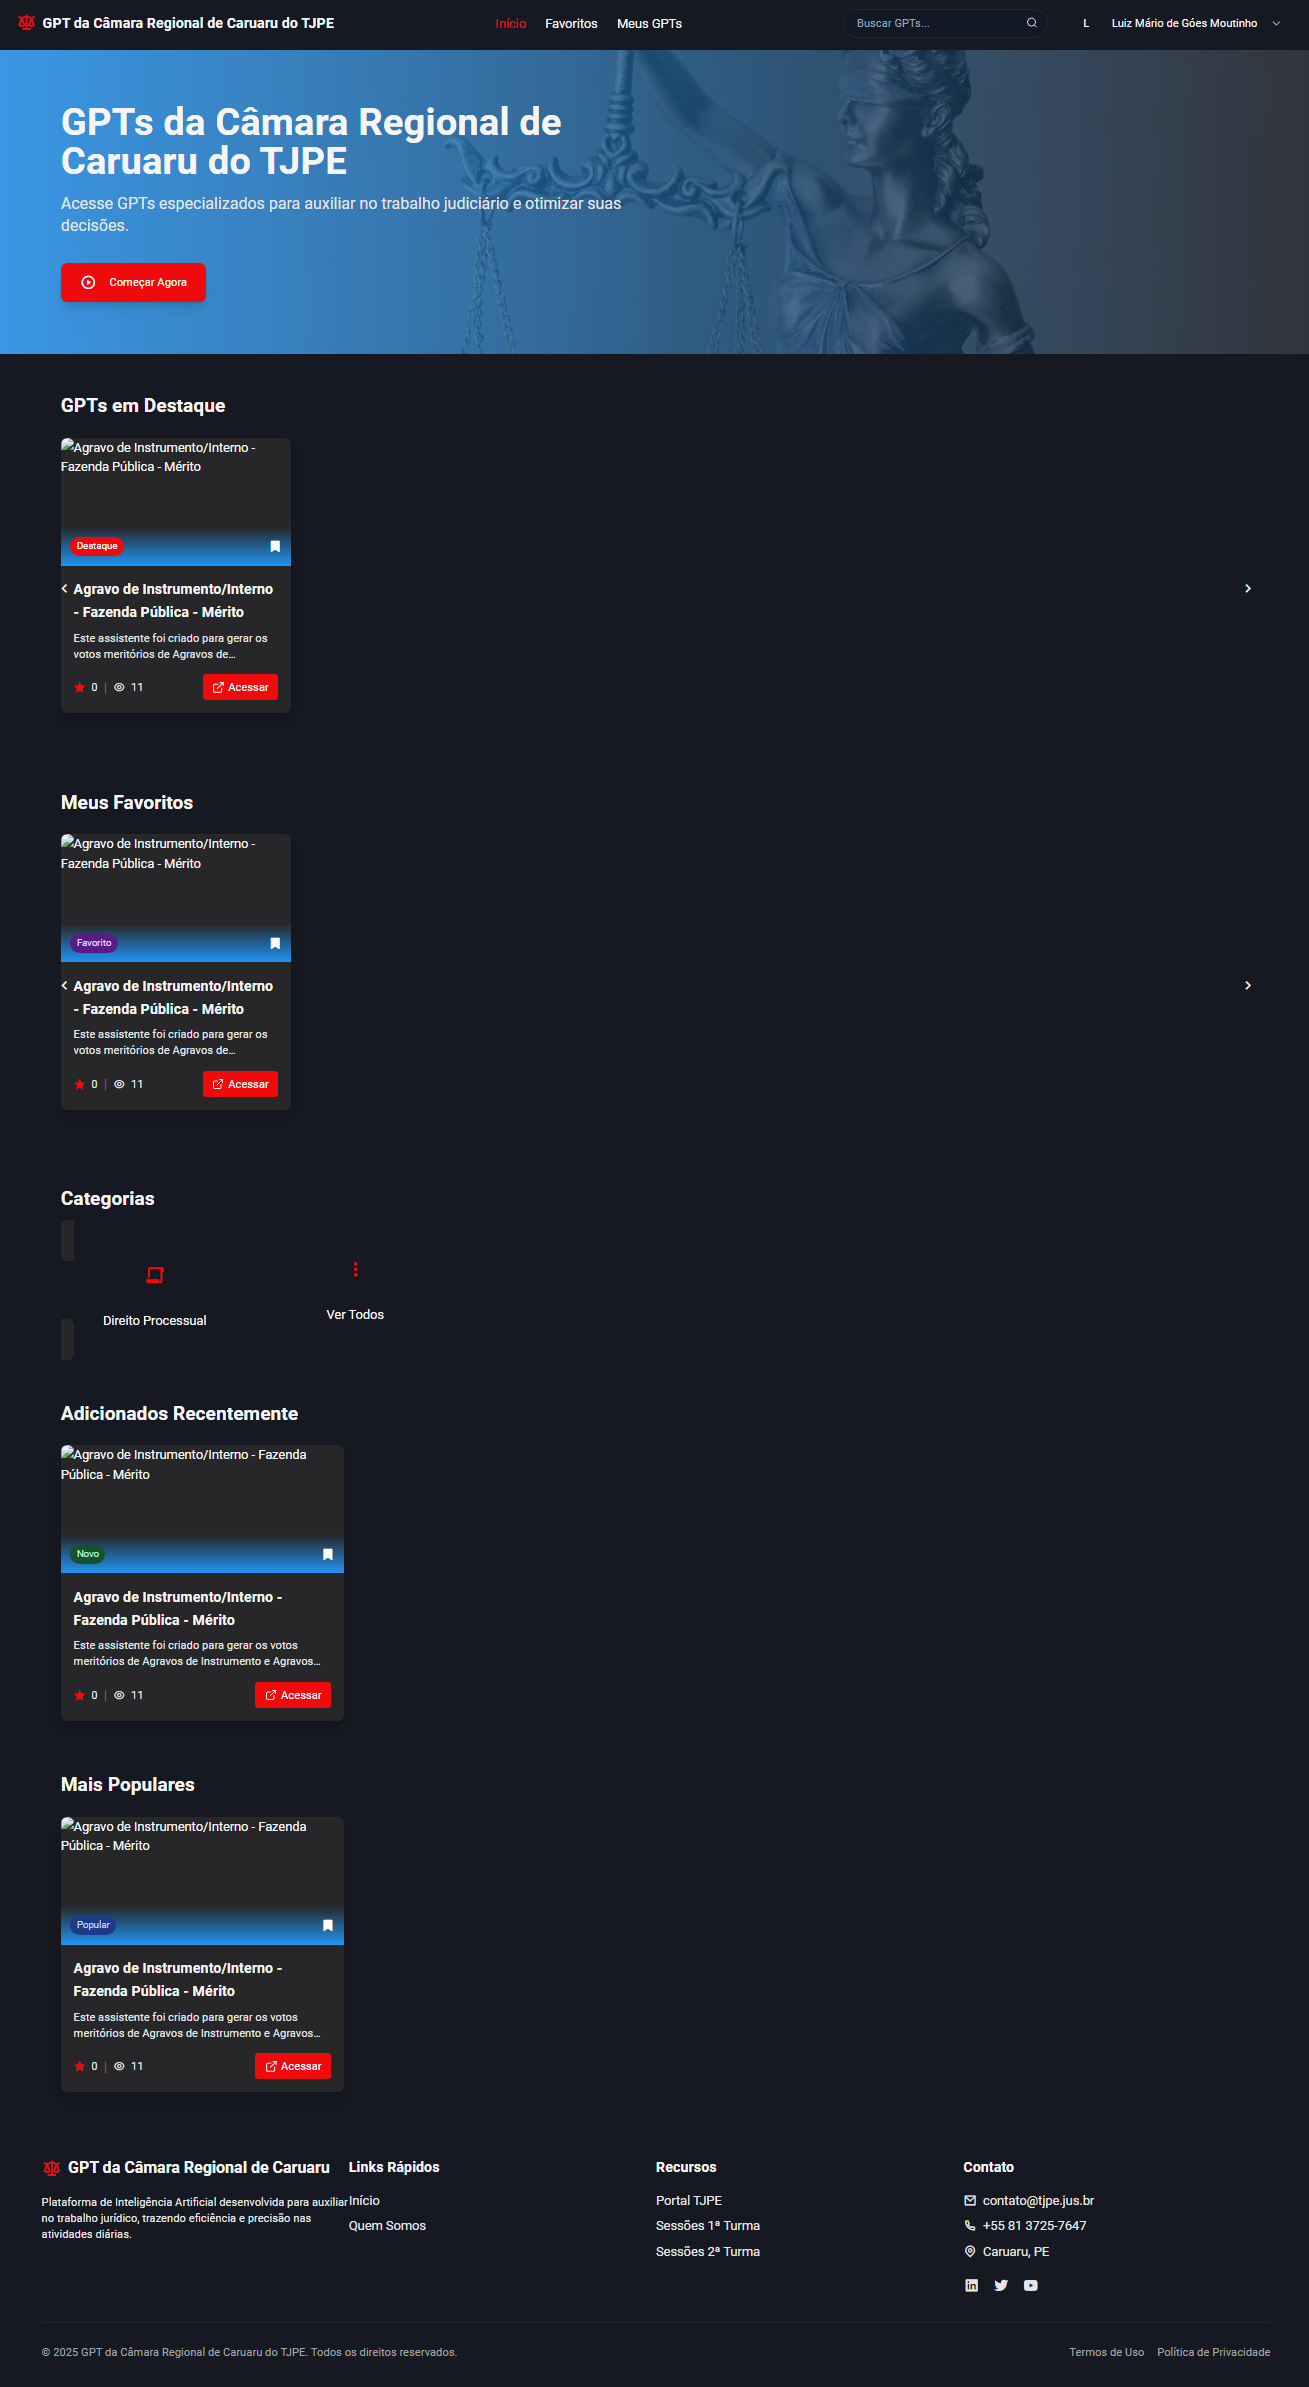 GPT da Câmara Regional de Caruaru do TJPE
Início
Favoritos
Meus GPTs
Buscar GPTs...
L
Luiz Mário de Góes Moutinho
GPTs da Câmara Regional de
Caruaru do TJPE
Acesse GPTs especializados para auxiliar no trabalho judiciário e otimizar suas
decisões.
Começar Agora
GPTs em Destaque
Agravo de Instrumento/Interno -
Fazenda Pública - Mérito
Destaque
Agravo de Instrumento/Interno
- Fazenda Pública - Mérito
Este assistente foi criado para gerar os
votos meritórios de Agravos de...
0 | 11
Acessar
Meus Favoritos
Agravo de Instrumento/Interno -
Fazenda Pública - Mérito
Favorito
Agravo de Instrumento/Interno
- Fazenda Pública - Mérito
Este assistente foi criado para gerar os
votos meritórios de Agravos de...
0 | 11
Acessar
Categorias
Direito Processual
Ver Todos
Adicionados Recentemente
Agravo de Instrumento/Interno - Fazenda
Pública - Mérito
Novo
Agravo de Instrumento/Interno -
Fazenda Pública - Mérito
Este assistente foi criado para gerar os votos
meritórios de Agravos de Instrumento e Agravos...
0 | 11
Acessar
Mais Populares
Agravo de Instrumento/Interno - Fazenda
Pública - Mérito
Popular
Agravo de Instrumento/Interno -
Fazenda Pública - Mérito
Este assistente foi criado para gerar os votos
meritórios de Agravos de Instrumento e Agravos...
0 | 11
Acessar
GPT da Câmara Regional de Caruaru
Plataforma de Inteligência Artificial desenvolvida para auxiliar
no trabalho jurídico, trazendo eficiência e precisão nas
atividades diárias.
Links Rápidos
Início
Quem Somos
Recursos
Portal TJPE
Sessões 1ª Turma
Sessões 2ª Turma
Contato
contato@tjpe.jus.br
+55 81 3725-7647
Caruaru, PE
© 2025 GPT da Câmara Regional de Caruaru do TJPE. Todos os direitos reservados.
Termos de Uso
Política de Privacidade